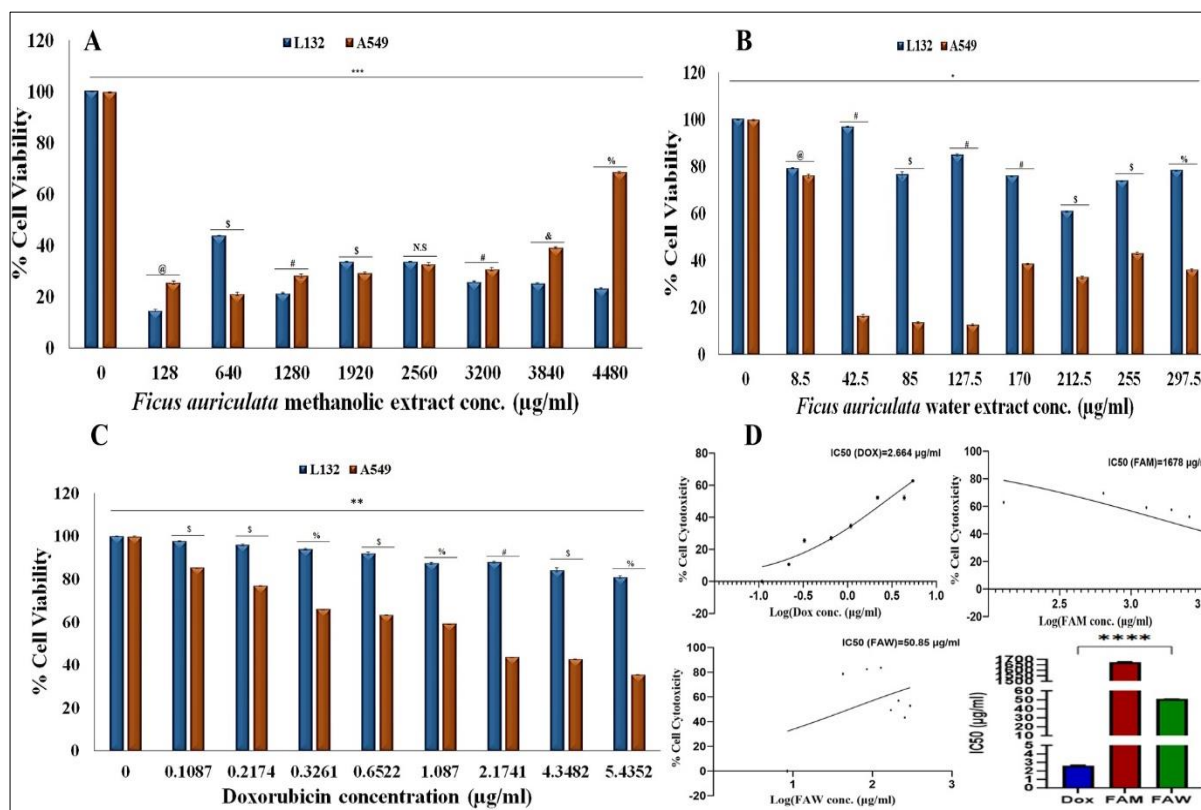 A
L132 A549
120
100
80
60
40
20
0
% Cell Viability
***
@ $ # $ N.S # & %
0 128 640 1280 1920 2560 3200 3840 4480
Ficus auriculata methanolic extract conc. (µg/ml)
B
L132 A549
120
100
80
60
40
20
0
% Cell Viability
*
@ # $ # # $ $ %
0 8.5 42.5 85 127.5 170 212.5 255 297.5
Ficus auriculata water extract conc. (µg/ml)
C
L132 A549
120
100
80
60
40
20
0
% Cell Viability
**
$ $ % $ % # $ %
0 0.1087 0.2174 0.3261 0.6522 1.087 2.1741 4.3482 5.4352
Doxorubicin concentration (µg/ml)
D
IC50 (DOX)=2.664 µg/ml
80
60
40
20
0
% Cell Cytotoxicity
-1.0 -0.5 0.0 0.5 1.0
Log(Dox conc. (µg/ml)
IC50 (FAM)=1678 µg/
100
80
60
40
20
0
% Cell Cytotoxicity
2.5 3.0 3.5
Log(FAM conc. (µg/ml)
IC50 (FAW)=50.85 µg/ml
100
80
60
40
20
0
% Cell Cytotoxicity
0 1 2 3
Log(FAW conc. (µg/ml)
****
1700
1650
1600
1550
1500
60
50
40
30
20
10
5
4
3
2
1
0
IC50 (µg/ml)
Dox FAM FAW